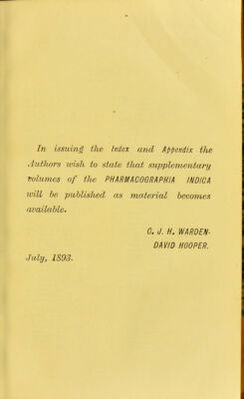 In issuing the Index and Appendix the
Authors wish to state that supplementary
volumes of the PHARMACOGRAPHIA INDICA
will be published as material becomes
available.
C. J. H. WARDEN.
DAVID HOOPER.
July, 1893.